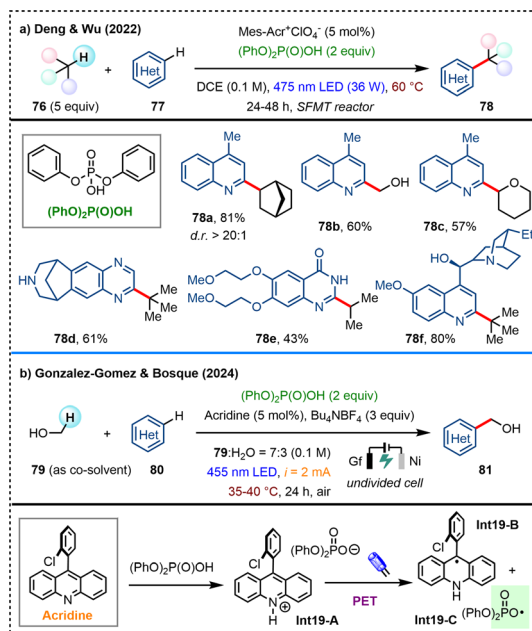 a) Deng & Wu (2022)
Mes-Acr⁺ClO₄⁻ (5 mol%)
(PhO)₂P(O)OH (2 equiv)
H
H
+
Het
Het
DCE (0.1 M), 475 nm LED (36 W), 60 °C
24-48 h, SFMT reactor
76 (5 equiv)
77
78
O
O P O
OH
(PhO)₂P(O)OH
Me
N
78a, 81%
d.r. > 20:1
Me
N
OH
78b, 60%
Me
N
O
78c, 57%
HN
N
N
Me
Me
Me
78d, 61%
MeO
O
MeO
O
O
NH
N
Me
Me
78e, 43%
Et
N
HO
MeO
N
Me
Me
Me
78f, 80%
b) Gonzalez-Gomez & Bosque (2024)
(PhO)₂P(O)OH (2 equiv)
Acridine (5 mol%), Bu₄NBF₄ (3 equiv)
HO
H
+
Het
H
Het
OH
79:H₂O = 7:3 (0.1 M)
455 nm LED, i = 2 mA
35-40 °C, 24 h, air
Gf
Ni
undivided cell
79 (as co-solvent)
80
81
Cl
N
Acridine
(PhO)₂P(O)OH
Cl
N
H
⊕
Int19-A
(PhO)₂PO⊖
O
PET
Int19-B
Cl
•
N
H
+
Int19-C
O
(PhO)₂PO•